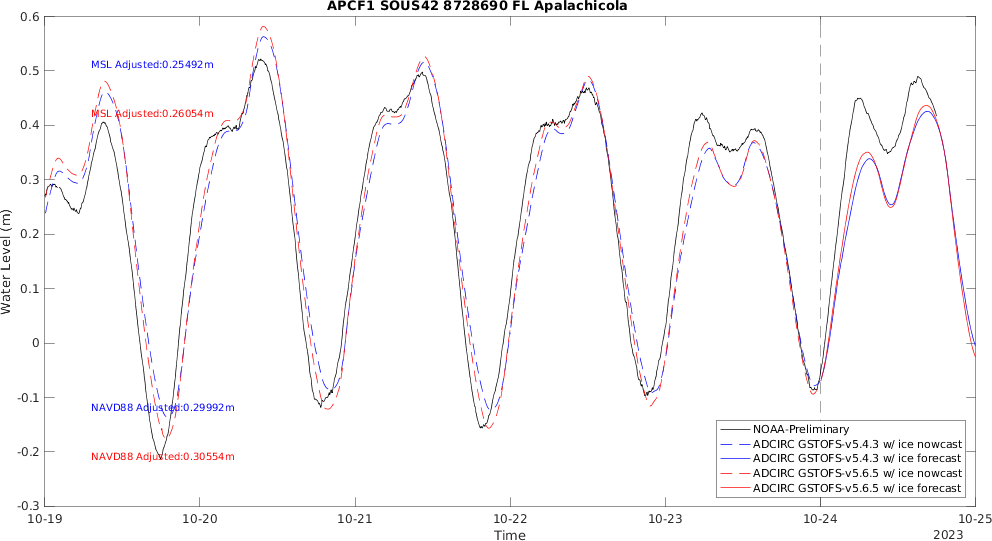 APCF1 SOUS42 8728690 FL Apalachicola
0.6
0.5
0.4
0.3
0.2
0.1
0
-0.1
-0.2
-0.3
Water Level (m)
MSL Adjusted:0.25492m
MSL Adjusted:0.26054m
NAVD88 Adjusted:0.29992m
NAVD88 Adjusted:0.30554m
NOAA-Preliminary
ADCIRC GSTOFS-v5.4.3 w/ ice nowcast
ADCIRC GSTOFS-v5.4.3 w/ ice forecast
ADCIRC GSTOFS-v5.6.5 w/ ice nowcast
ADCIRC GSTOFS-v5.6.5 w/ ice forecast
10-19 10-20 10-21 10-22 10-23 10-24 10-25
Time
2023